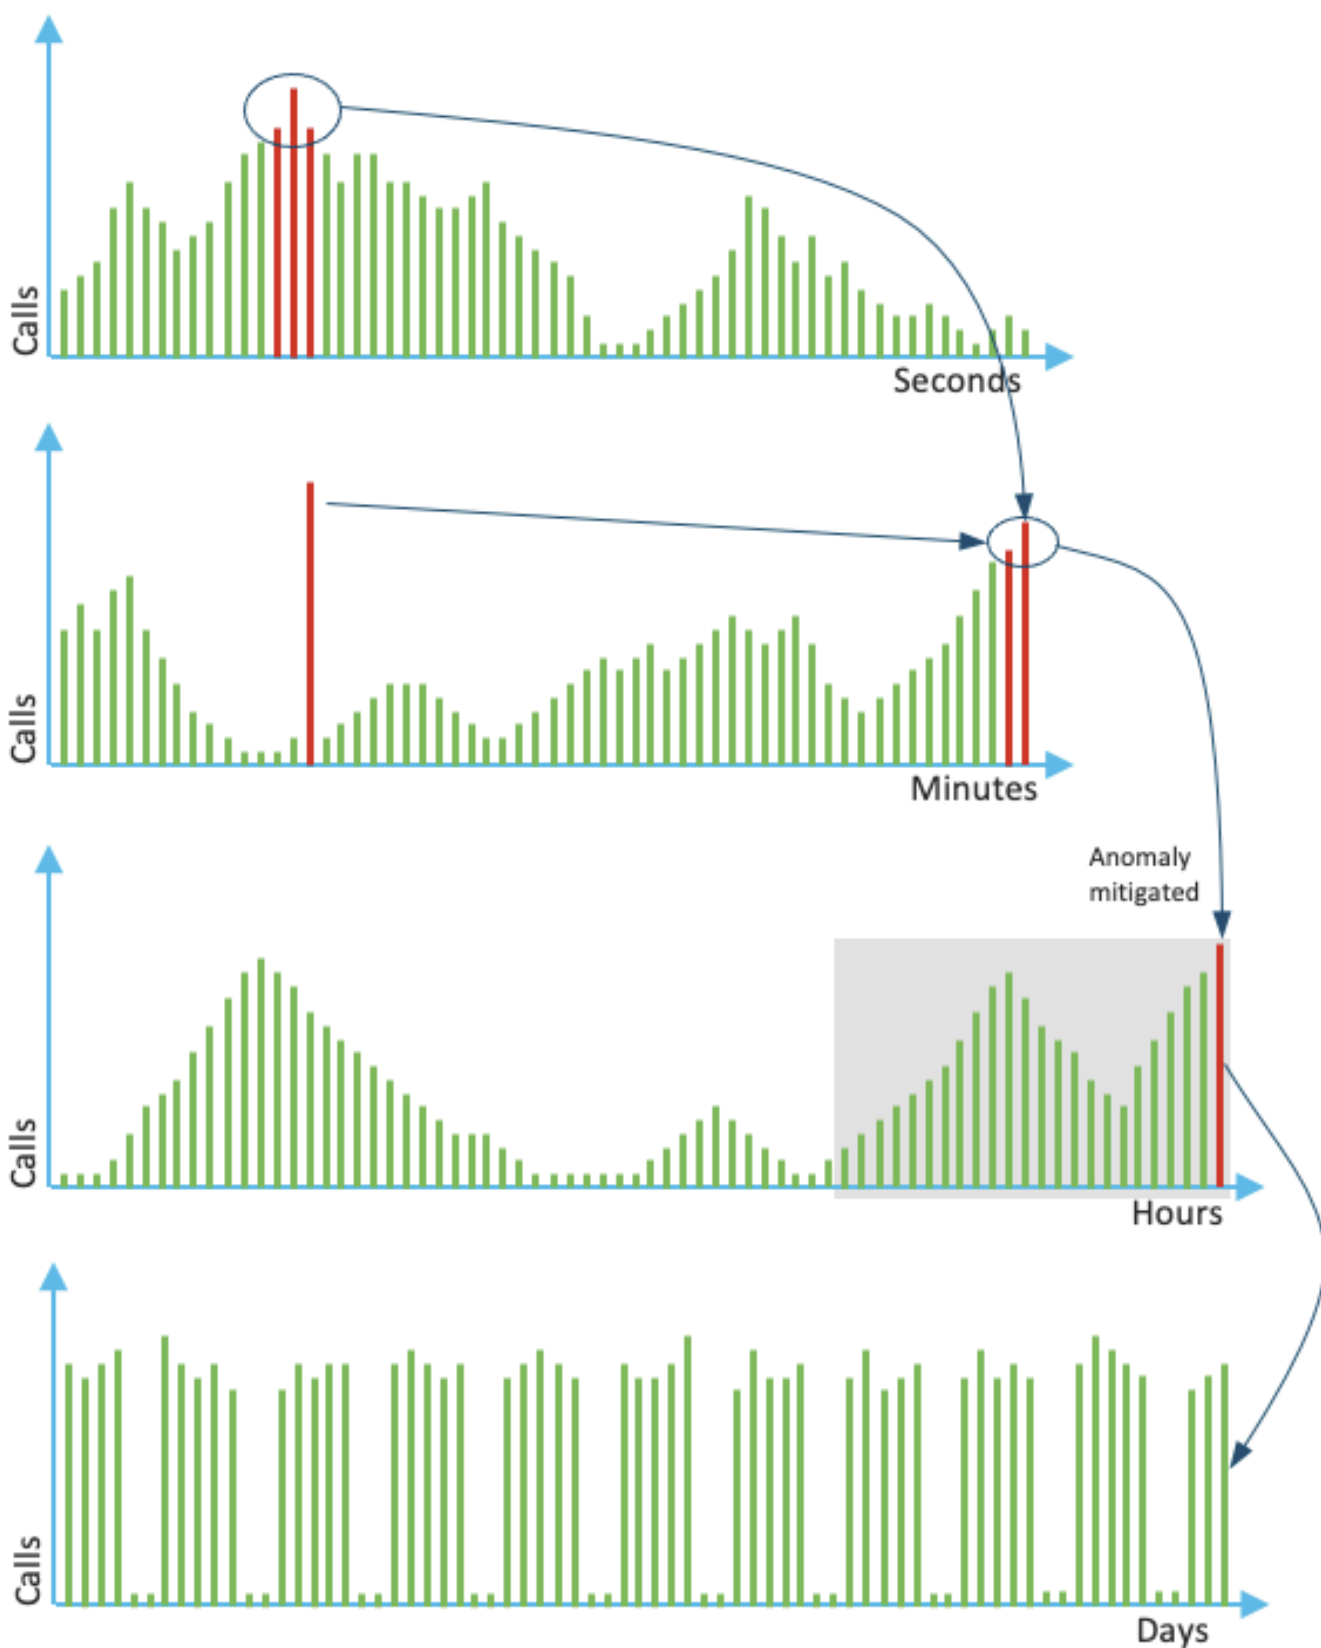 Calls
Seconds
Calls
Minutes
Anomaly
mitigated
Calls
Hours
Calls
Days